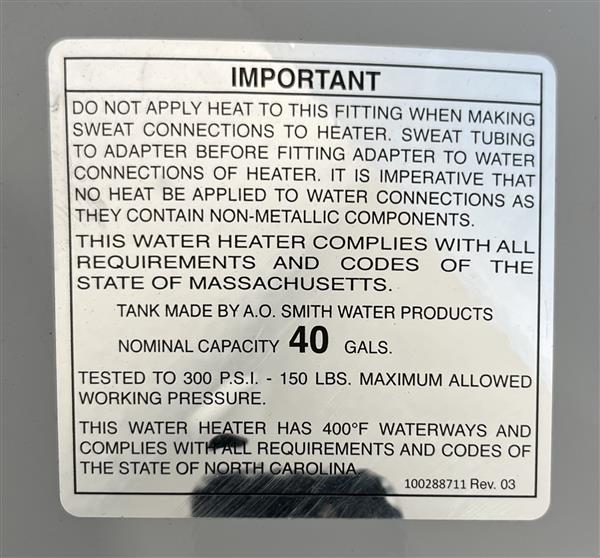 IMPORTANT
DO NOT APPLY HEAT TO THIS FITTING WHEN MAKING
SWEAT CONNECTIONS TO HEATER. SWEAT TUBING
TO ADAPTER BEFORE FITTING ADAPTER TO WATER
CONNECTIONS OF HEATER. IT IS IMPERATIVE THAT
NO HEAT BE APPLIED TO WATER CONNECTIONS AS
THEY CONTAIN NON-METALLIC COMPONENTS.
THIS WATER HEATER COMPLIES WITH ALL
REQUIREMENTS AND CODES OF THE
STATE OF MASSACHUSETTS.
TANK MADE BY A.O. SMITH WATER PRODUCTS
NOMINAL CAPACITY 40 GALS.
TESTED TO 300 P.S.I. - 150 LBS. MAXIMUM ALLOWED
WORKING PRESSURE.
THIS WATER HEATER HAS 400°F WATERWAYS AND
COMPLIES WITH ALL REQUIREMENTS AND CODES OF
THE STATE OF NORTH CAROLINA.
100288711 Rev. 03